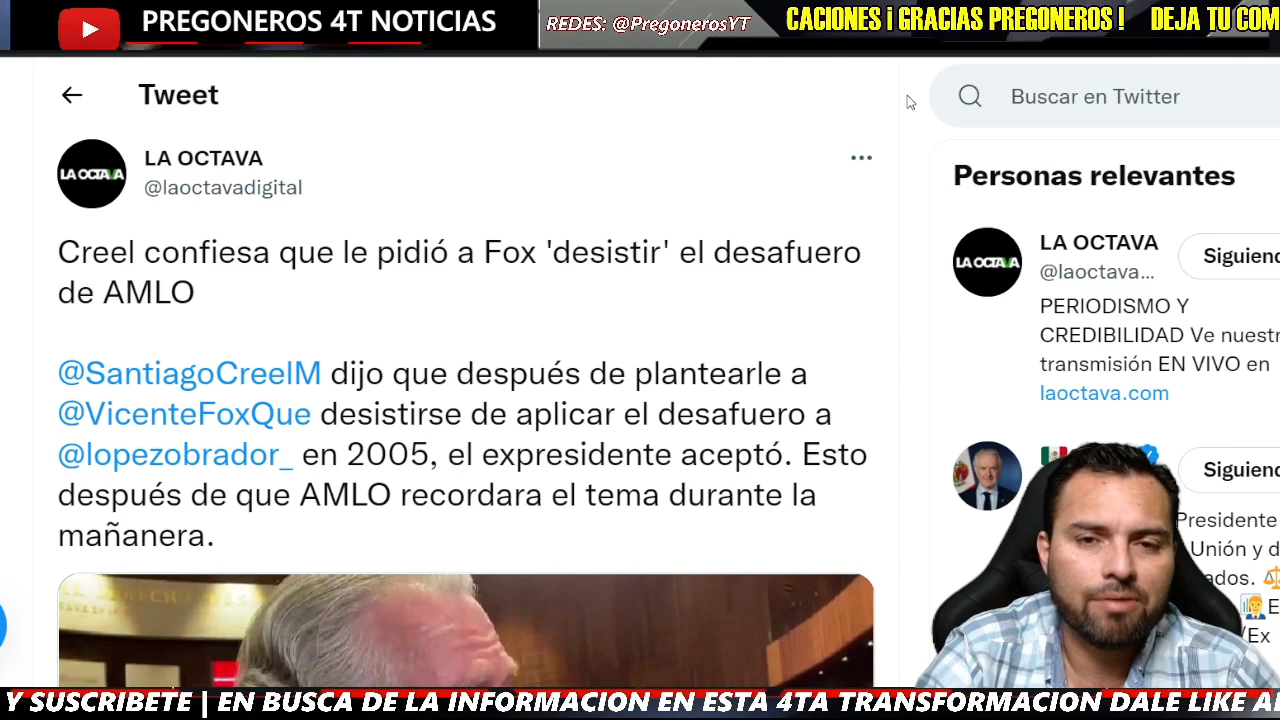 PREGONEROS 4T NOTICIAS
REDES: @PregonerosYT
CACIONES ¡ GRACIAS PREGONEROS ! DEJA TU COM
Tweet
LA OCTAVA
@laoctavadigital
Creel confiesa que le pidió a Fox 'desistir' el desafuero
de AMLO
@SantiagoCreelM dijo que después de plantearle a
@VicenteFoxQue desistirse de aplicar el desafuero a
@lopezobrador_ en 2005, el expresidente aceptó. Esto
después de que AMLO recordara el tema durante la
mañanera.
Buscar en Twitter
Personas relevantes
LA OCTAVA
LA OCTAVA
@laoctava...
Siguiend
PERIODISMO Y
CREDIBILIDAD Ve nuestr
transmisión EN VIVO en
laoctava.com
Siguiend
Presidente
Unión y d
ados.
E
/Ex
Y SUSCRIBETE | EN BUSCA DE LA INFORMACION EN ESTA 4TA TRANSFORMACION DALE LIKE A